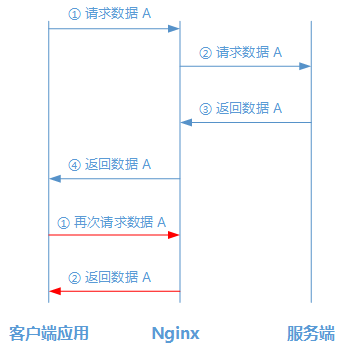 ① 请求数据 A
② 请求数据 A
③ 返回数据 A
④ 返回数据 A
① 再次请求数据 A
② 返回数据 A
客户端应用 Nginx 服务端